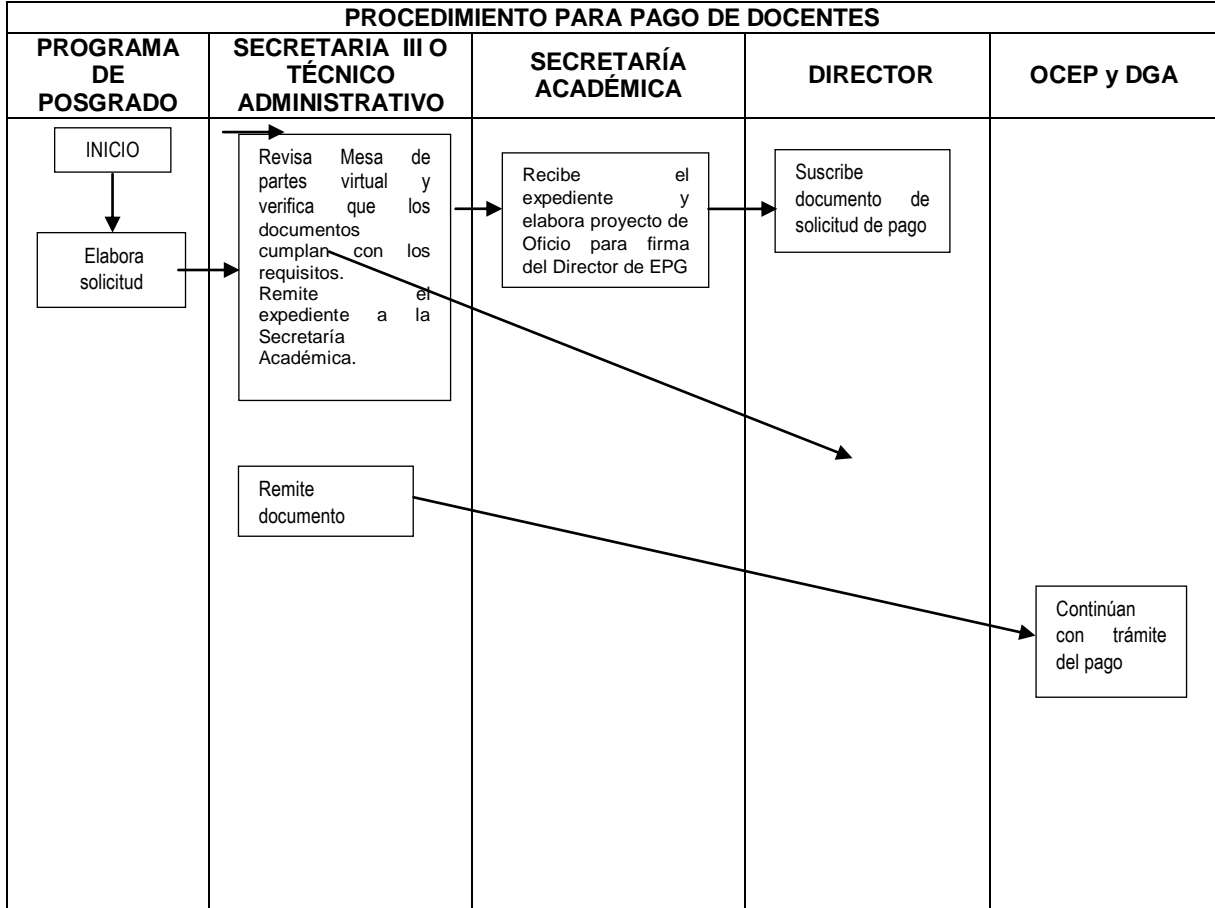 PROCEDIMIENTO PARA PAGO DE DOCENTES
PROGRAMA
DE
POSGRADO
SECRETARIA III O
TÉCNICO
ADMINISTRATIVO
SECRETARÍA
ACADÉMICA
DIRECTOR
OCEP y DGA
INICIO
Elabora
solicitud
Revisa Mesa de
partes virtual y
verifica que los
documentos
cumplan con los
requisitos.
Remite el
expediente a la
Secretaría
Académica.
Recibe el
expediente y
elabora proyecto de
Oficio para firma
del Director de EPG
Suscribe
documento de
solicitud de pago
Remite
documento
Continúan
con trámite
del pago